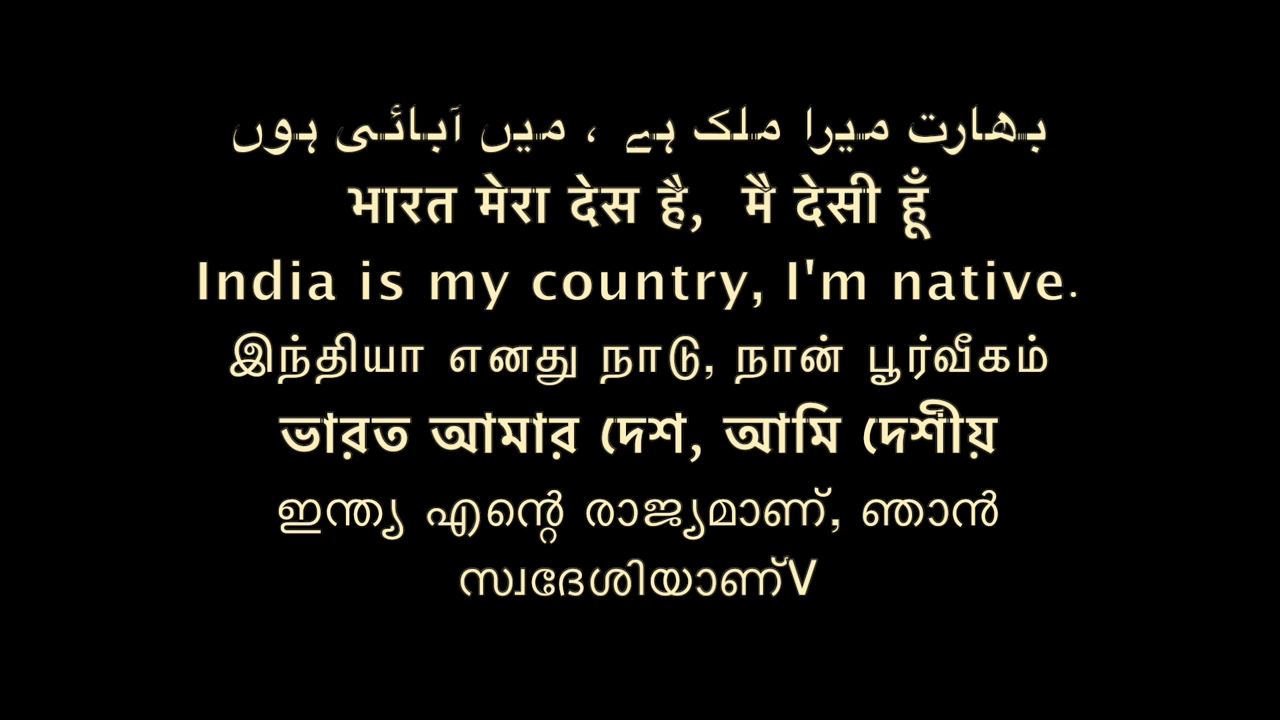 بھارت میرا ملک ہے ، میں آبائی ہوں
भारत मेरा देस है, मै देसी हूँ
India is my country, I'm native.
இந்தியா எனது நாடு, நான் பூர்வீகம்
ভারত আমার দেশ, আমি দেশীয়
ഇന്ത്യ എന്റെ രാജ്യമാണ്, ഞാൻ
സ്വദേശിയാണ്V